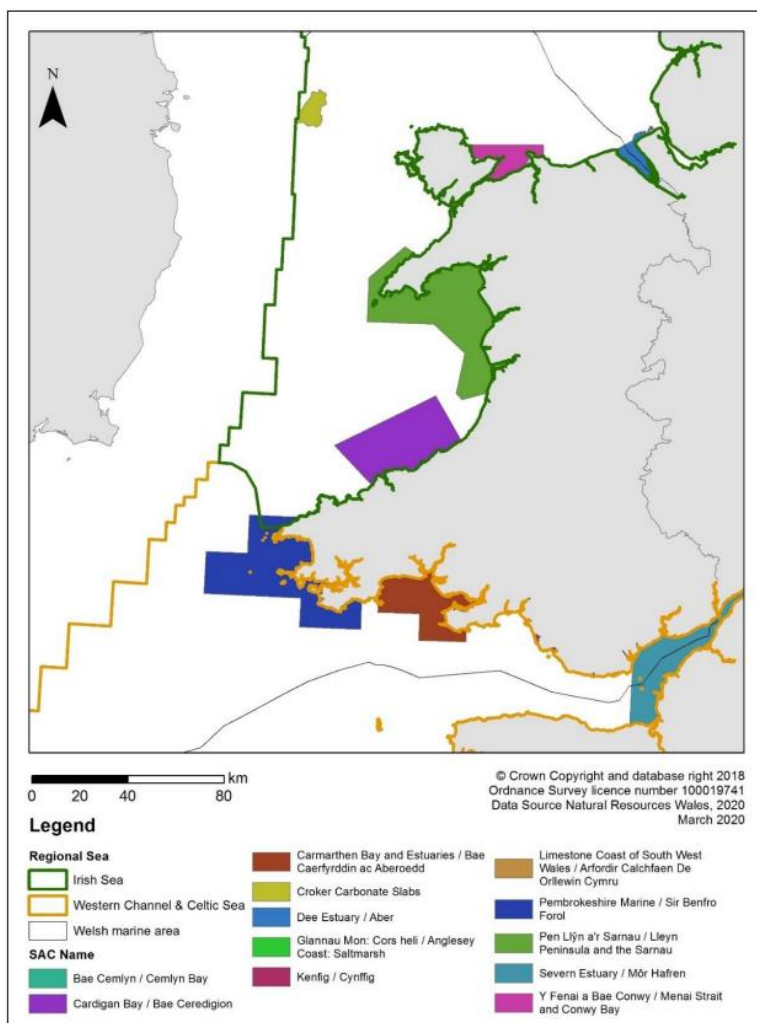 N
km
0 20 40 80
© Crown Copyright and database right 2018
Ordnance Survey licence number 100019741
Data Source Natural Resources Wales, 2020
March 2020
Legend
Regional Sea
Irish Sea
Western Channel & Celtic Sea
Welsh marine area
SAC Name
Bae Cemlyn / Cemlyn Bay
Cardigan Bay / Bae Ceredigion
Carmarthen Bay and Estuaries / Bae
Caerfyrddin ac Aberoedd
Croker Carbonate Slabs
Dee Estuary / Aber
Glannau Mon: Cors heli / Anglesey
Coast: Saltmarsh
Kenfig / Cynffig
Limestone Coast of South West
Wales / Arfordir Calchfaen De
Orllewin Cymru
Pembrokeshire Marine / Sir Benfro
Forol
Pen Llŷn a'r Sarnau / Lleyn
Peninsula and the Sarnau
Severn Estuary / Môr Hafren
Y Fenai a Bae Conwy / Menai Strait
and Conwy Bay